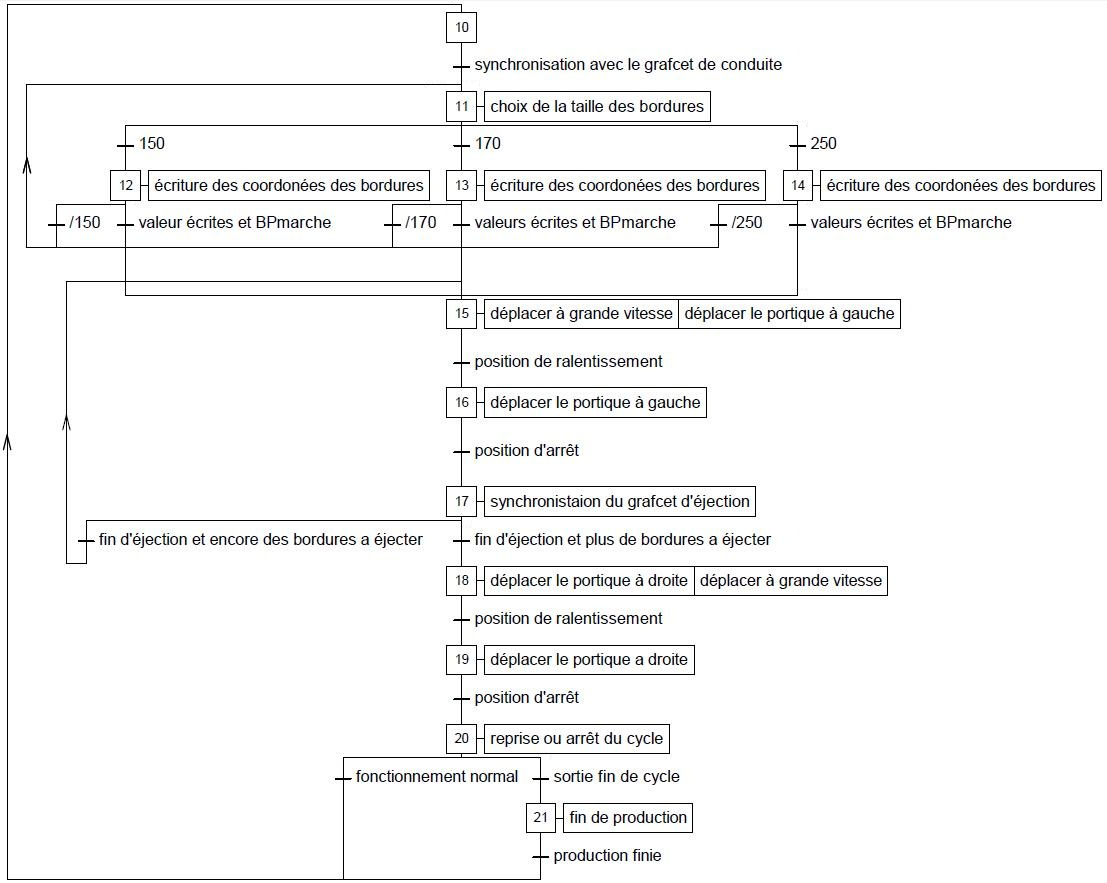 10
synchronisation avec le grafcet de conduite
11 choix de la taille des bordures
150 170 250
12 écriture des coordonées des bordures 13 écriture des coordonées des bordures 14 écriture des coordonées des bordures
/150 valeur écrites et BPmarche /170 valeurs écrites et BPmarche /250 valeurs écrites et BPmarche
15 déplacer à grande vitesse déplacer le portique à gauche
position de ralentissement
16 déplacer le portique à gauche
position d'arrêt
17 synchronistaion du grafcet d'éjection
fin d'éjection et encore des bordures a éjecter fin d'éjection et plus de bordures a éjecter
18 déplacer le portique à droite déplacer à grande vitesse
position de ralentissement
19 déplacer le portique a droite
position d'arrêt
20 reprise ou arrêt du cycle
fonctionnement normal sortie fin de cycle
21 fin de production
production finie